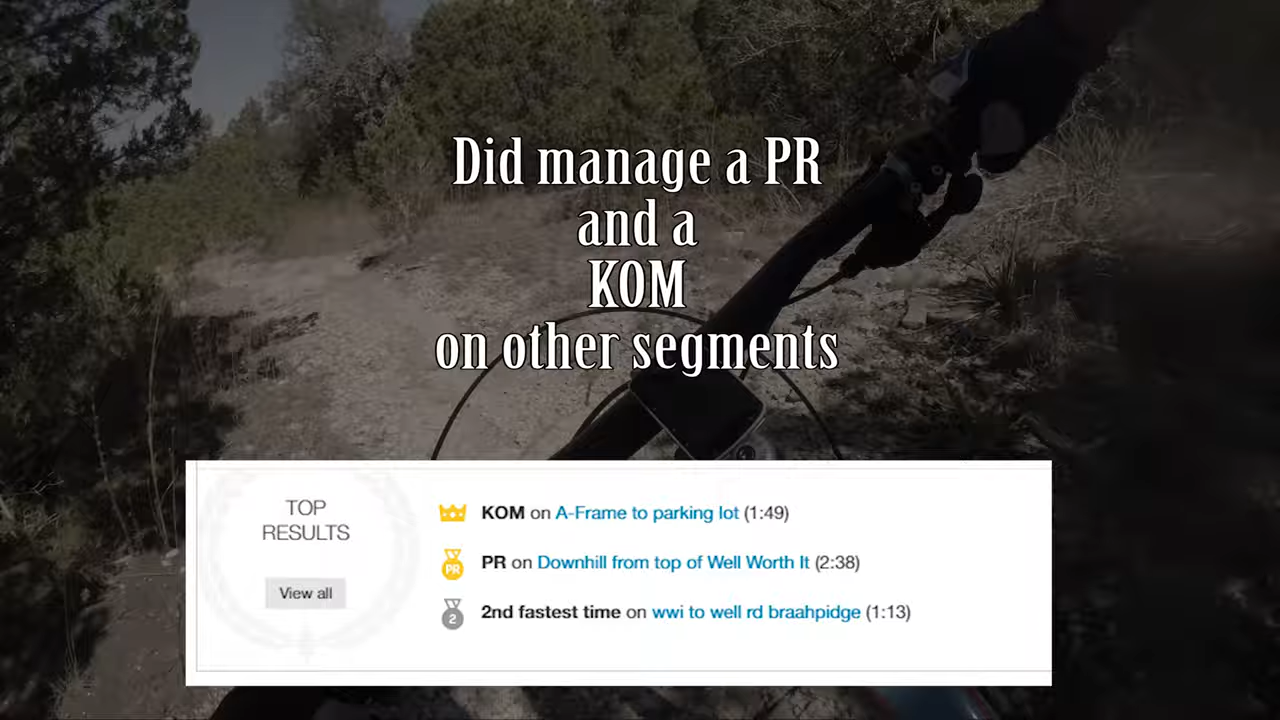 Did manage a PR
and a
KOM
on other segments
TOP
RESULTS
View all
KOM on A-Frame to parking lot (1:49)
PR
PR on Downhill from top of Well Worth It (2:38)
2
2nd fastest time on wwi to well rd braahpidge (1:13)